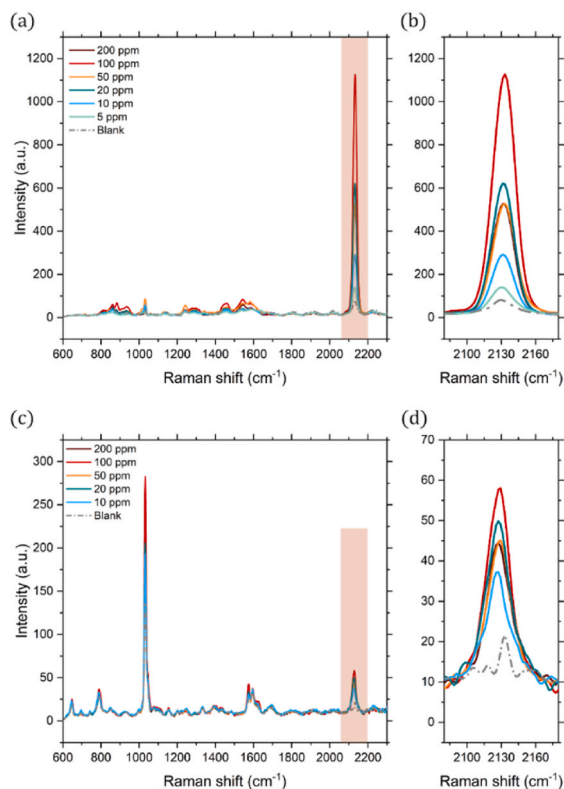 (a)
(b)
1200
1000
800
600
400
200
0
200 ppm
100 ppm
50 ppm
20 ppm
10 ppm
5 ppm
Blank
Intensity (a.u.)
600 800 1000 1200 1400 1600 1800 2000 2200
Raman shift (cm⁻¹)
1200
1000
800
600
400
200
0
2100 2130 2160
Raman shift (cm⁻¹)
(c)
(d)
300
250
200
150
100
50
0
200 ppm
100 ppm
50 ppm
20 ppm
10 ppm
Blank
Intensity (a.u.)
600 800 1000 1200 1400 1600 1800 2000 2200
Raman shift (cm⁻¹)
70
60
50
40
30
20
10
0
2100 2130 2160
Raman shift (cm⁻¹)